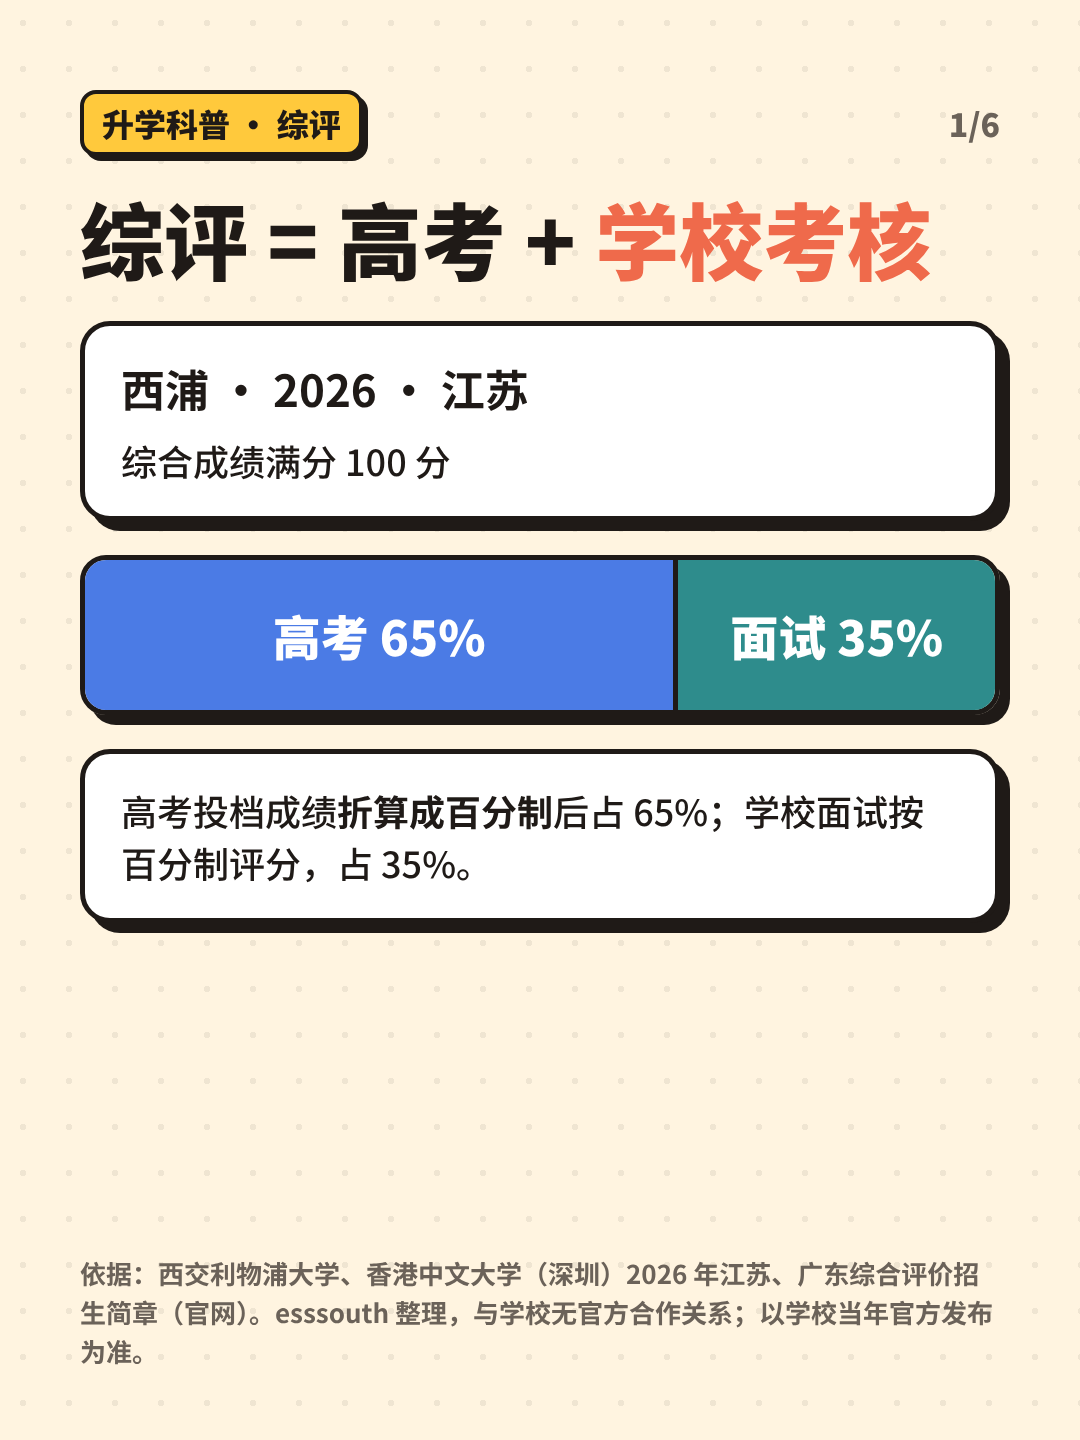 升学科普 · 综评
1/6
综评 = 高考 + 学校考核
西浦 · 2026 · 江苏
综合成绩满分 100 分
高考 65%
面试 35%
高考投档成绩折算成百分制后占 65%；学校面试按
百分制评分，占 35%。
依据：西交利物浦大学、香港中文大学（深圳）2026 年江苏、广东综合评价招
生简章（官网）。esssouth 整理，与学校无官方合作关系；以学校当年官方发布
为准。